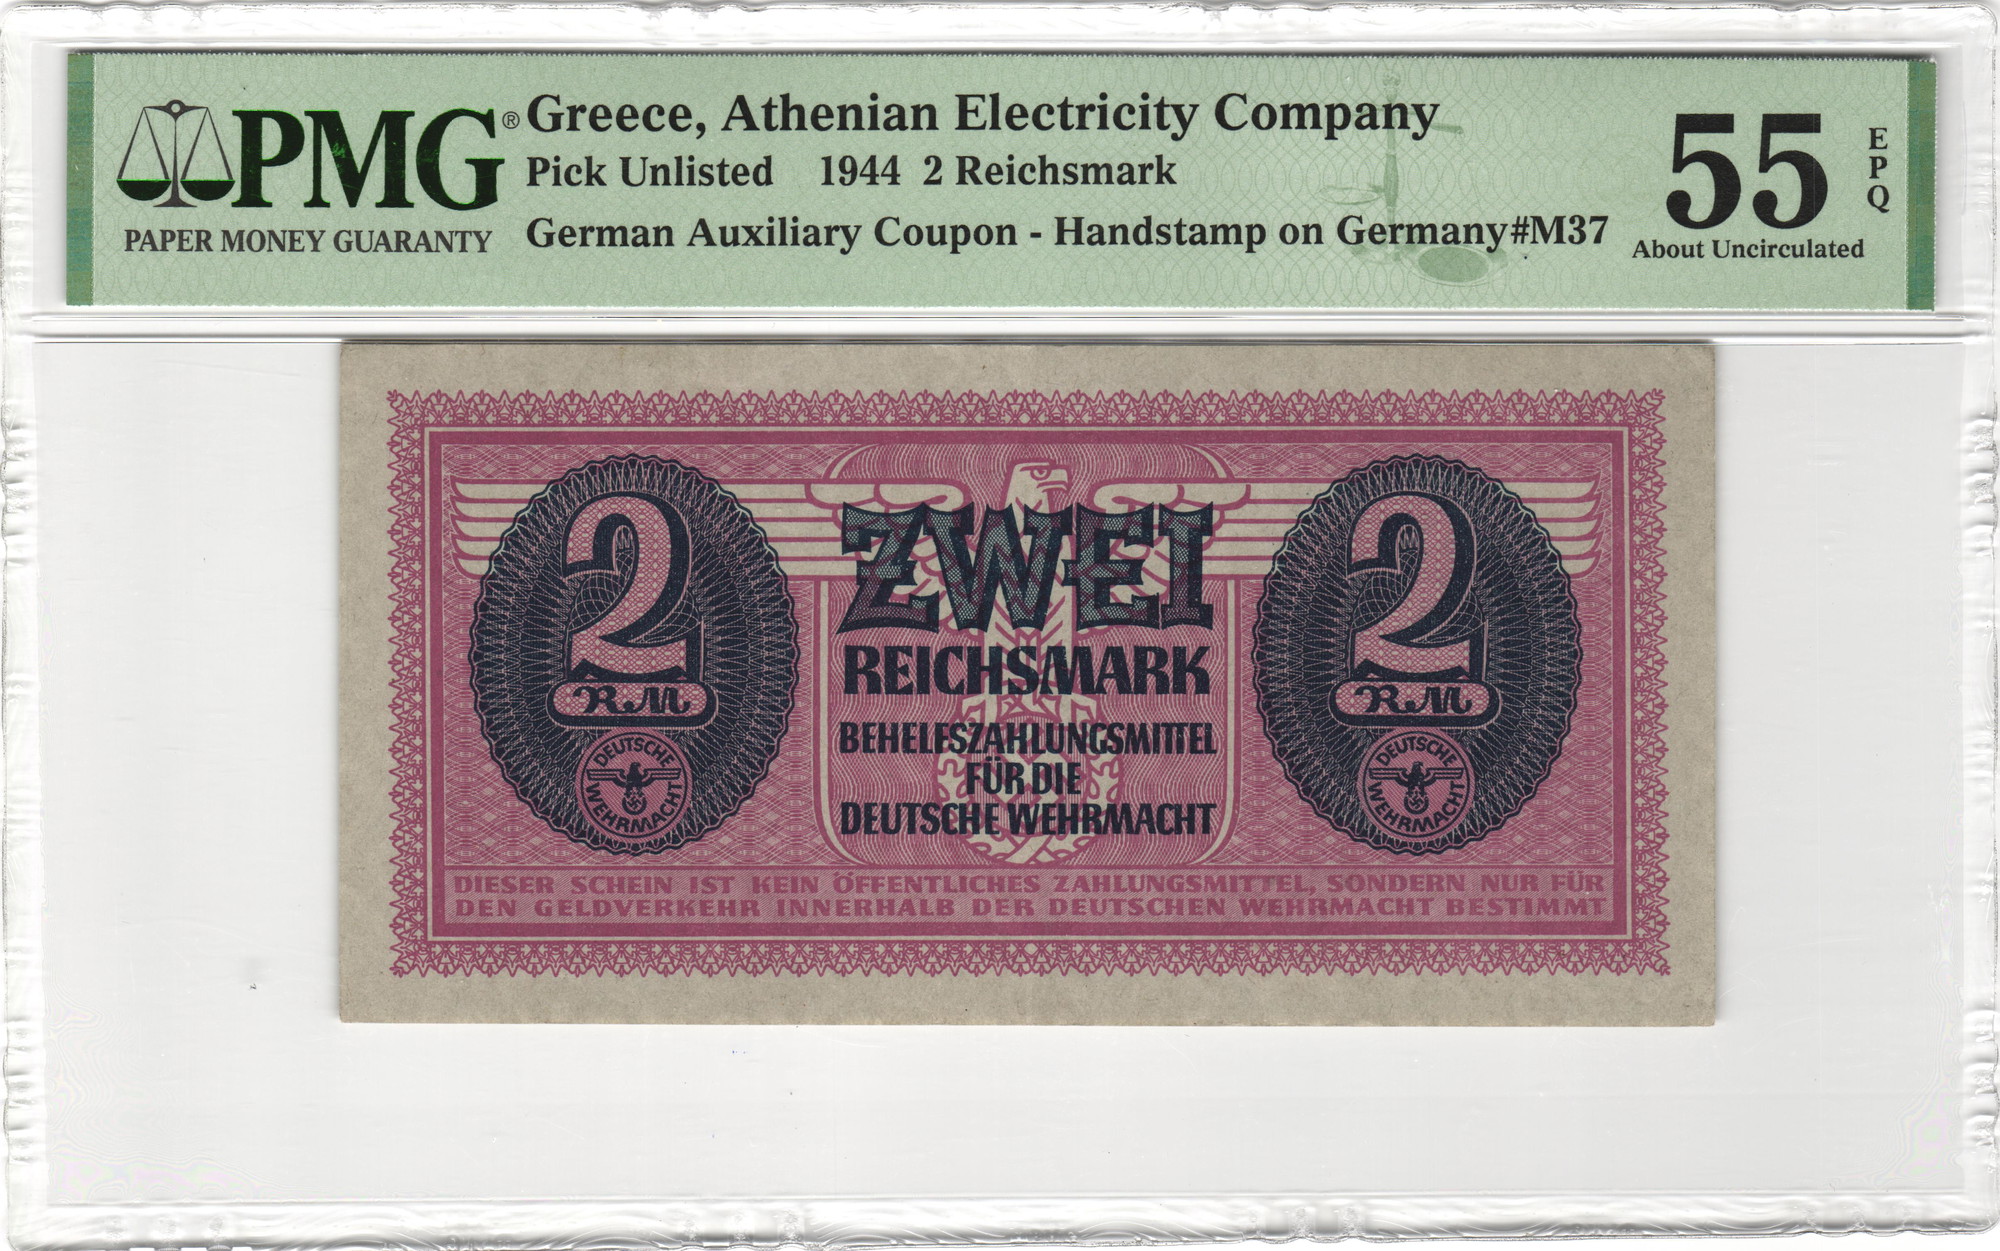 PMG®
PAPER MONEY GUARANTY
Greece, Athenian Electricity Company
Pick Unlisted 1944 2 Reichsmark
German Auxiliary Coupon - Handstamp on Germany#M37
55
EPQ
About Uncirculated
2
RM
DEUTSCHE WEHRMACHT
ZWEI
REICHSMARK
BEHELFSZAHLUNGSMITTEL
FÜR DIE
DEUTSCHE WEHRMACHT
2
RM
DEUTSCHE WEHRMACHT
DIESER SCHEIN IST KEIN ÖFFENTLICHES ZAHLUNGSMITTEL, SONDERN NUR FÜR
DEN GELDVERKEHR INNERHALB DER DEUTSCHEN WEHRMACHT BESTIMMT